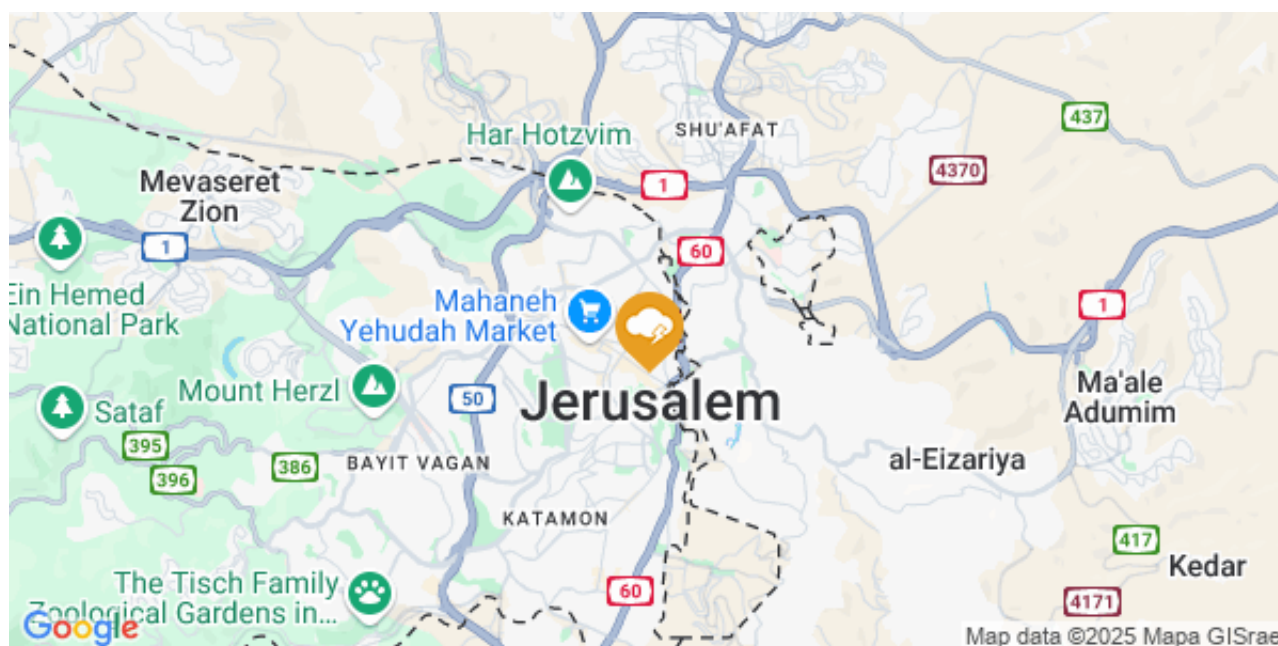 Har Hotzvim
SHU'AFAT
437
4370
Mevaseret
Zion
1
1
60
Ein Hemed
National Park
Mahaneh
Yehudah Market
1
Mount Herzl
50
Jerusalem
Ma'ale
Adumim
Sataf
395
386
396
BAYIT VAGAN
al-Eizariya
KATAMON
417
Kedar
The Tisch Family
Zoological Gardens in...
60
4171
Google
Map data ©2025 Mapa GISrae